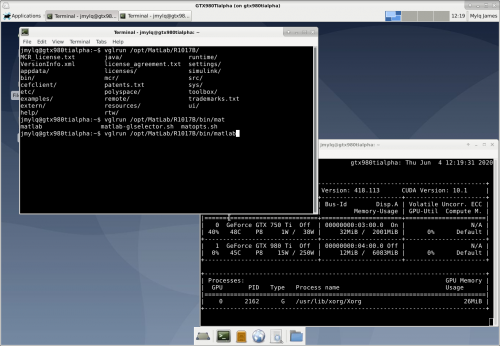 GTX980Tialpha (on gtx980tialpha)
Applications
Terminal - jmylq@gtx98...
Terminal - jmylq@gtx98...
12:19
Mylq James
Terminal - jmylq@gtx980tialpha: ~
File Edit View Terminal Tabs Help
jmylq@gtx980tialpha:~$ vglrun /opt/MatLab/R1017B/
MCR_license.txt java/ runtime/
VersionInfo.xml license_agreement.txt settings/
appdata/ licenses/ simulink/
bin/ mcr/ src/
cefclient/ patents.txt sys/
etc/ polyspace/ toolbox/
examples/ remote/ trademarks.txt
extern/ resources/ ui/
help/ rtw/
jmylq@gtx980tialpha:~$ vglrun /opt/MatLab/R1017B/bin/mat
matlab matlab-glselector.sh matopts.sh
jmylq@gtx980tialpha:~$ vglrun /opt/MatLab/R1017B/bin/matlab
gtx980tialpha: Thu Jun 4 12:19:31 2020
Version: 418.113 CUDA Version: 10.1
Bus-Id Disp.A | Volatile Uncorr. ECC
Memory-Usage | GPU-Util Compute M.
0 GeForce GTX 750 Ti Off | 00000000:03:00.0 On | N/A
40% 48C P8 1W / 38W | 32MiB / 2001MiB | 0% Default
1 GeForce GTX 980 Ti Off | 00000000:04:00.0 Off | N/A
0% 45C P8 15W / 250W | 12MiB / 6083MiB | 0% Default
Processes: GPU Memory
GPU PID Type Process name Usage
0 2162 G /usr/lib/xorg/Xorg 26MiB